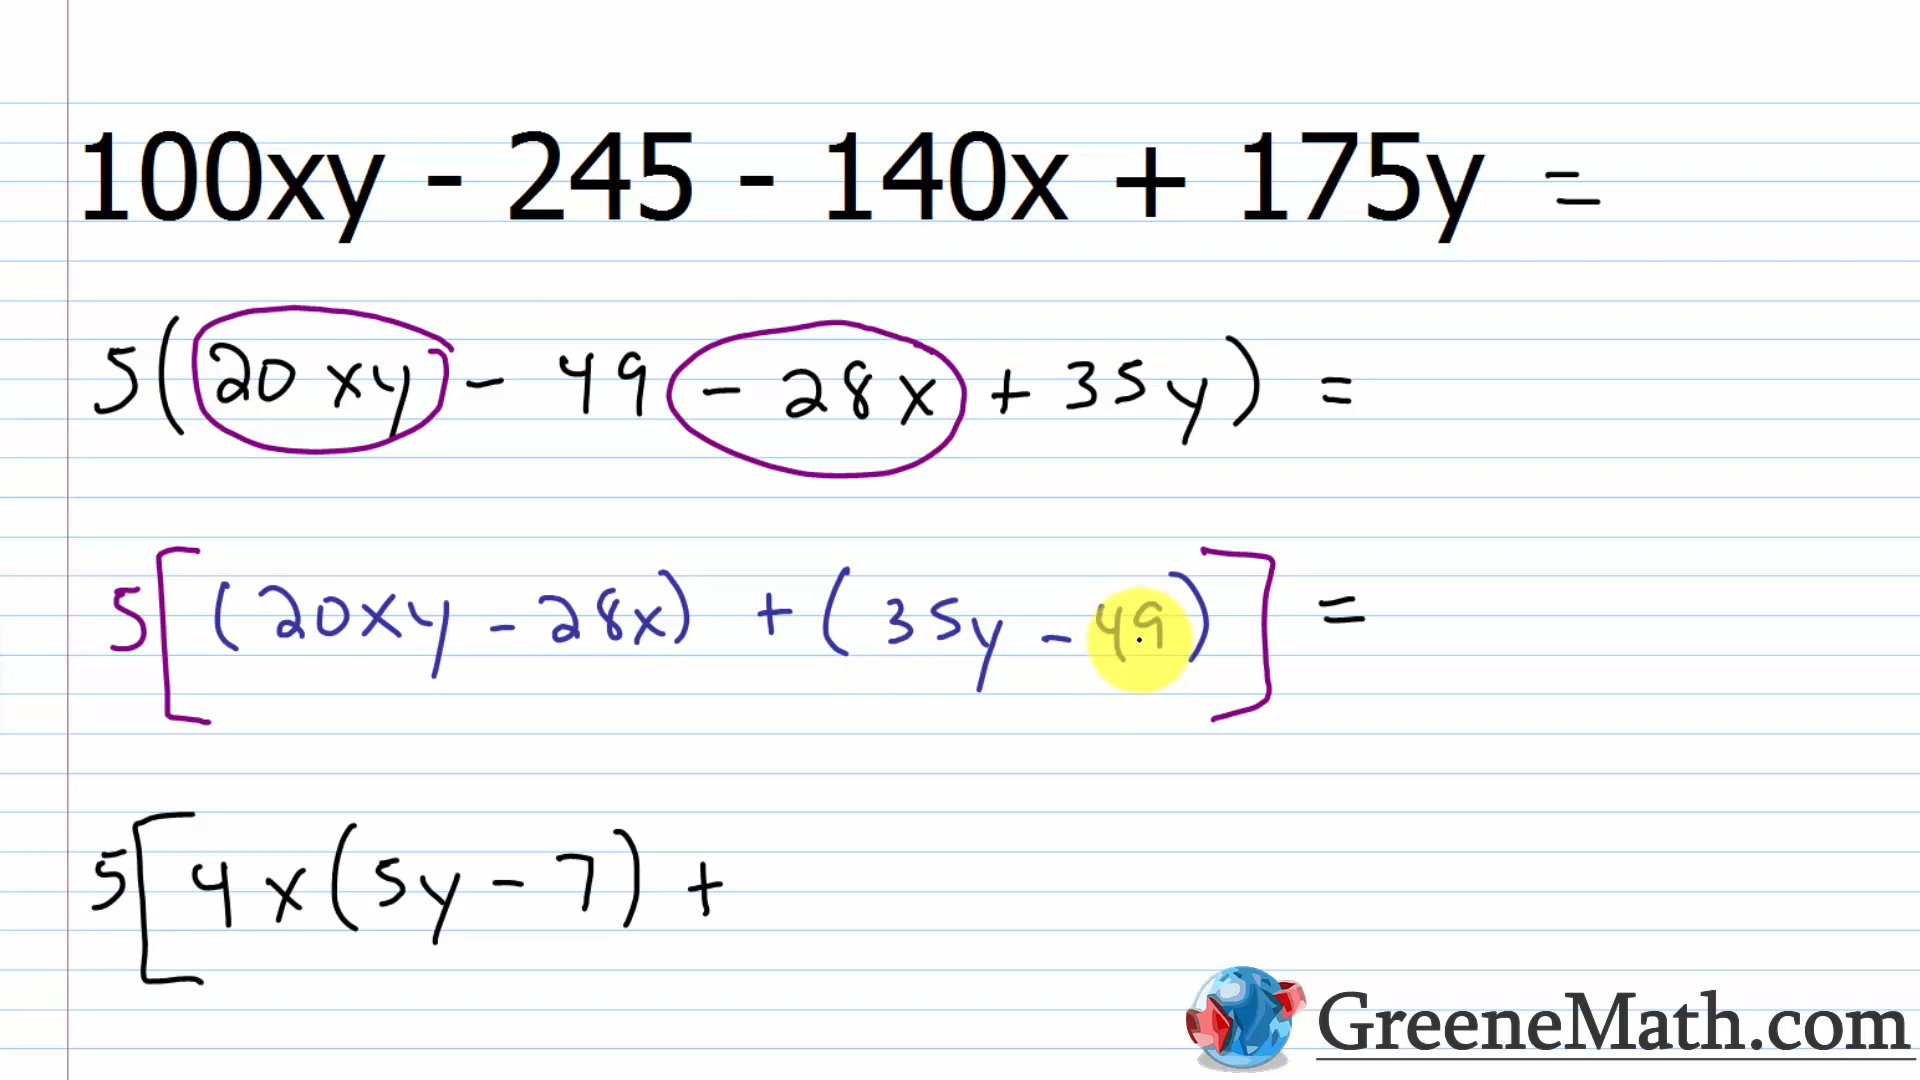 100xy - 245 - 140x + 175y =
5(20xy - 49 - 28x + 35y) =
5[(20xy - 28x) + (35y - 49)] =
5[4x(5y - 7) +
GreeneMath.com